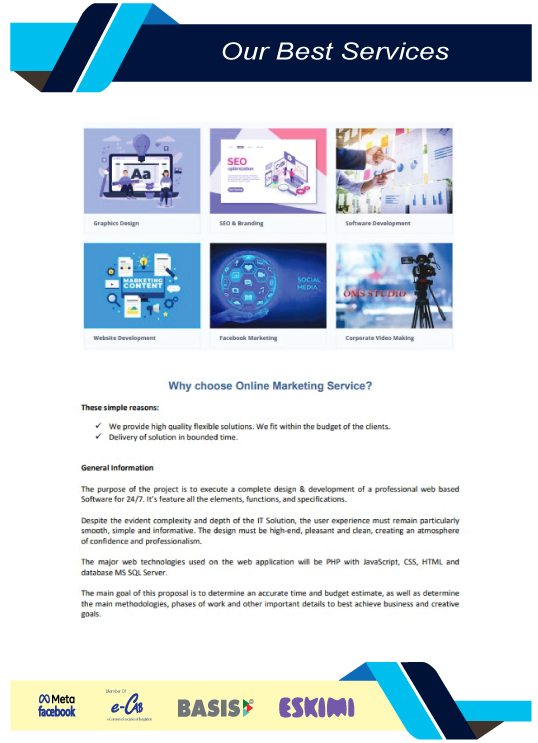 Our Best Services
Aa
SEO
optimization
Graphics Design
SEO & Branding
Software Development
MARKETING
CONTENT
SOCIAL
MEDIA
OMS STUDIO
Website Development
Facebook Marketing
Corporate Video Making
Why choose Online Marketing Service?
These simple reasons:
✓ We provide high quality flexible solutions. We fit within the budget of the clients.
✓ Delivery of solution in bounded time.
General Information
The purpose of the project is to execute a complete design & development of a professional web based
Software for 24/7. It's feature all the elements, functions, and specifications.
Despite the evident complexity and depth of the IT Solution, the user experience must remain particularly
smooth, simple and informative. The design must be high-end, pleasant and clean, creating an atmosphere
of confidence and professionalism.
The major web technologies used on the web application will be PHP with JavaScript, CSS, HTML and
database MS SQL Server.
The main goal of this proposal is to determine an accurate time and budget estimate, as well as determine
the main methodologies, phases of work and other important details to best achieve business and creative
goals.
Meta
facebook
Member Of
e-CAB
e-Commerce Association of Bangladesh
BASIS
ESKIMI